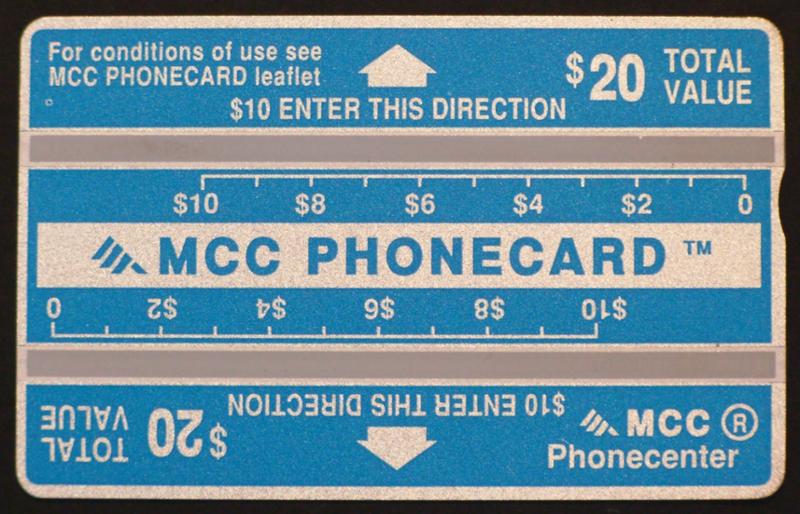 For conditions of use see
MCC PHONECARD leaflet
$10 ENTER THIS DIRECTION
$20 TOTAL
VALUE
$10 $8 $6 $4 $2 0
MCC PHONECARD ™
0 $2 $4 $6 $8 $10
$10 ENTER THIS DIRECTION
$20 TOTAL
VALUE
MCC ®
Phonecenter